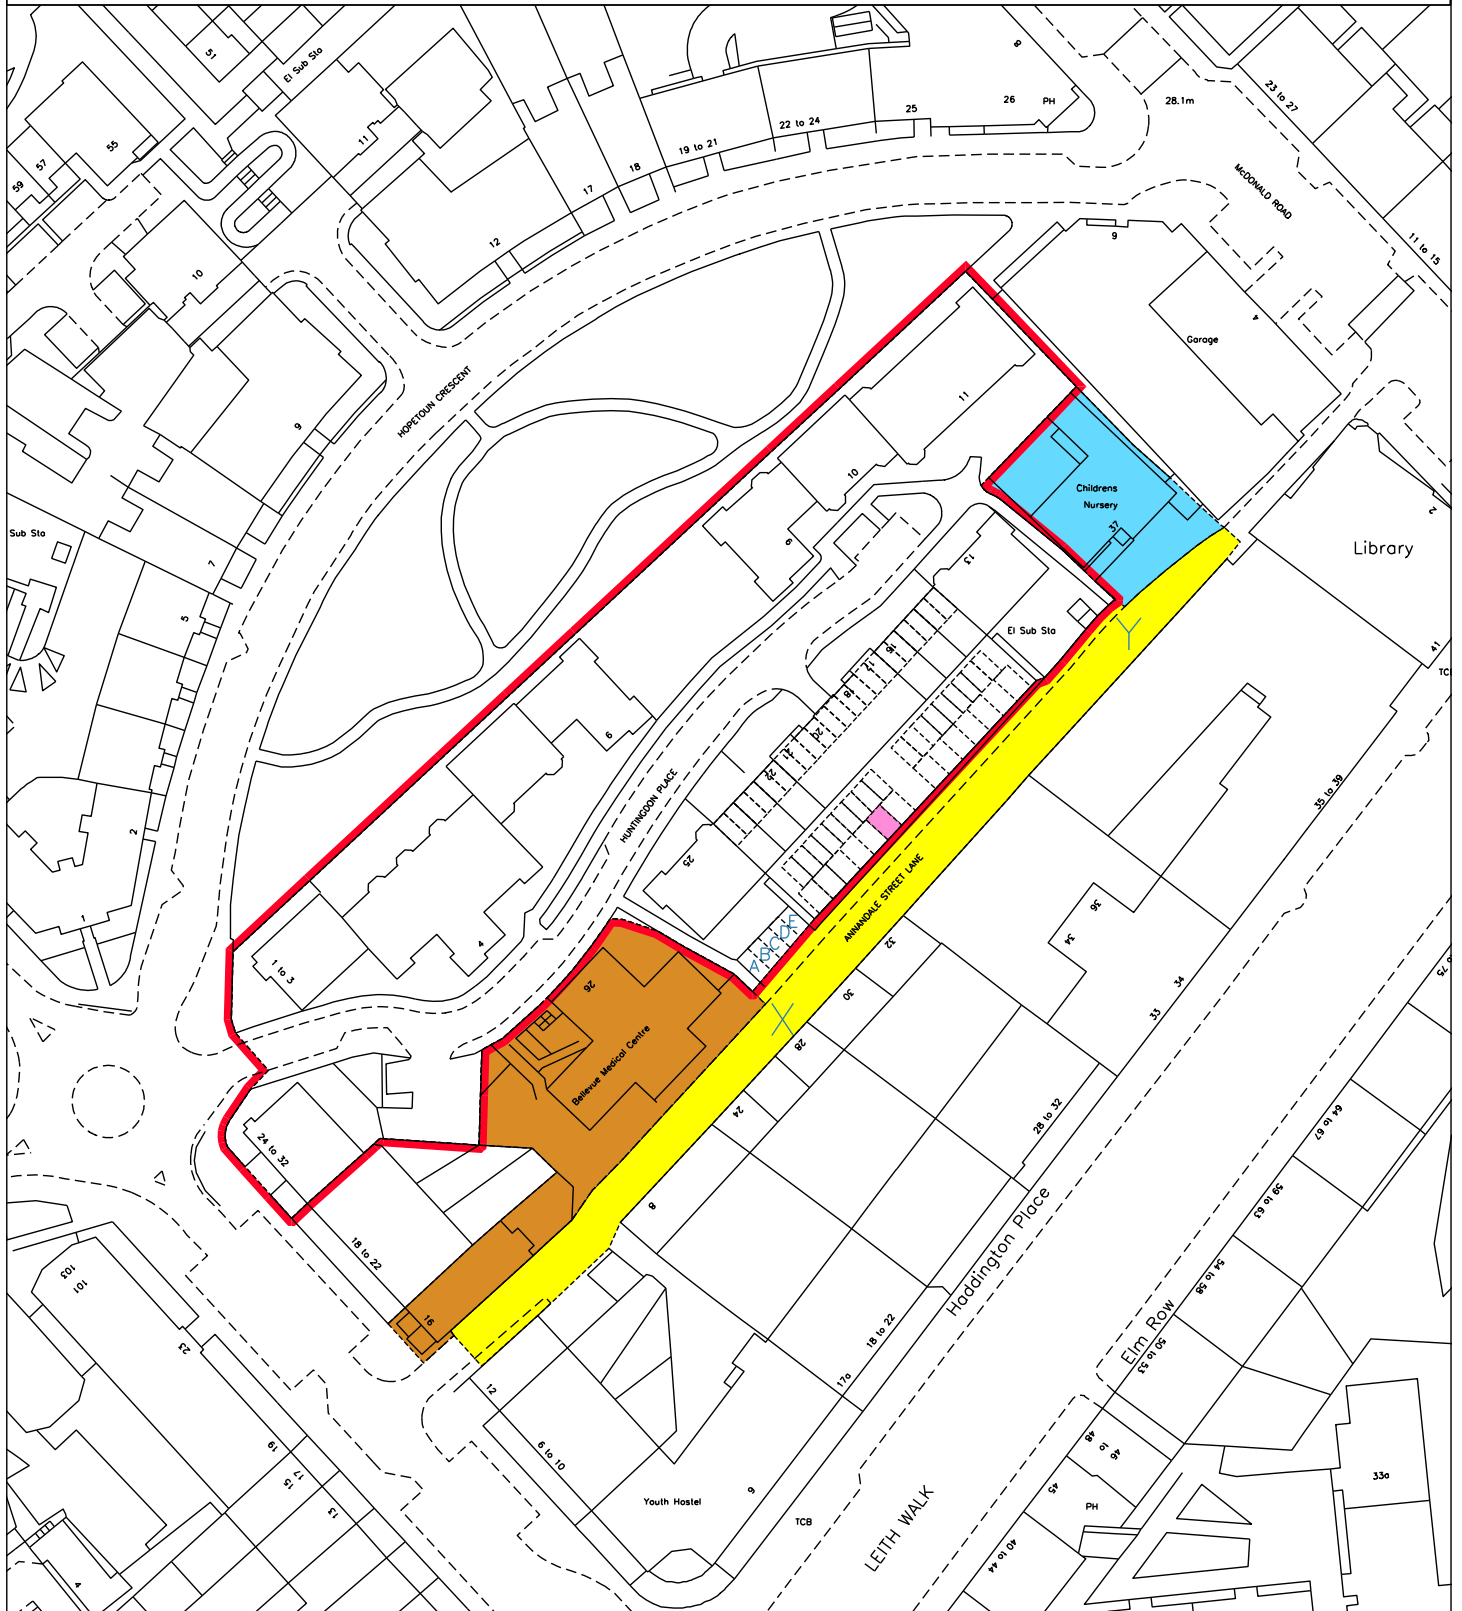 51
El Sub Sta
8
55
57
59
11
17
18
19 to 21
22 to 24
25
26
PH
28.1m
23 to 27
McDONALD ROAD
11 to 15
12
10
9
4
Garage
HOPETOUN CRESCENT
9
11
10
9
Childrens
Nursery
37
2
Library
Sub Sta
7
5
13
El Sub Sta
41
TC
16
17
18
20
21
22
Y
6
2
HUNTINGDON PLACE
25
35 to 39
1
4
1 to 3
A B C D E
ANNANDALE STREET LANE
36
34
32
30
28
X
34
33
75
26
Bellevue Medical Centre
24
28 to 32
64 to 67
24 to 32
59 to 63
8
18 to 22
Haddington Place
54 to 58
103
101
16
23
18 to 22
Elm Row
50 to 53
17a
12
6 to 10
48
to
46
19
17
15
13
Youth Hostel
6
TCB
LEITH WALK
45
PH
33a
40 to 44
4